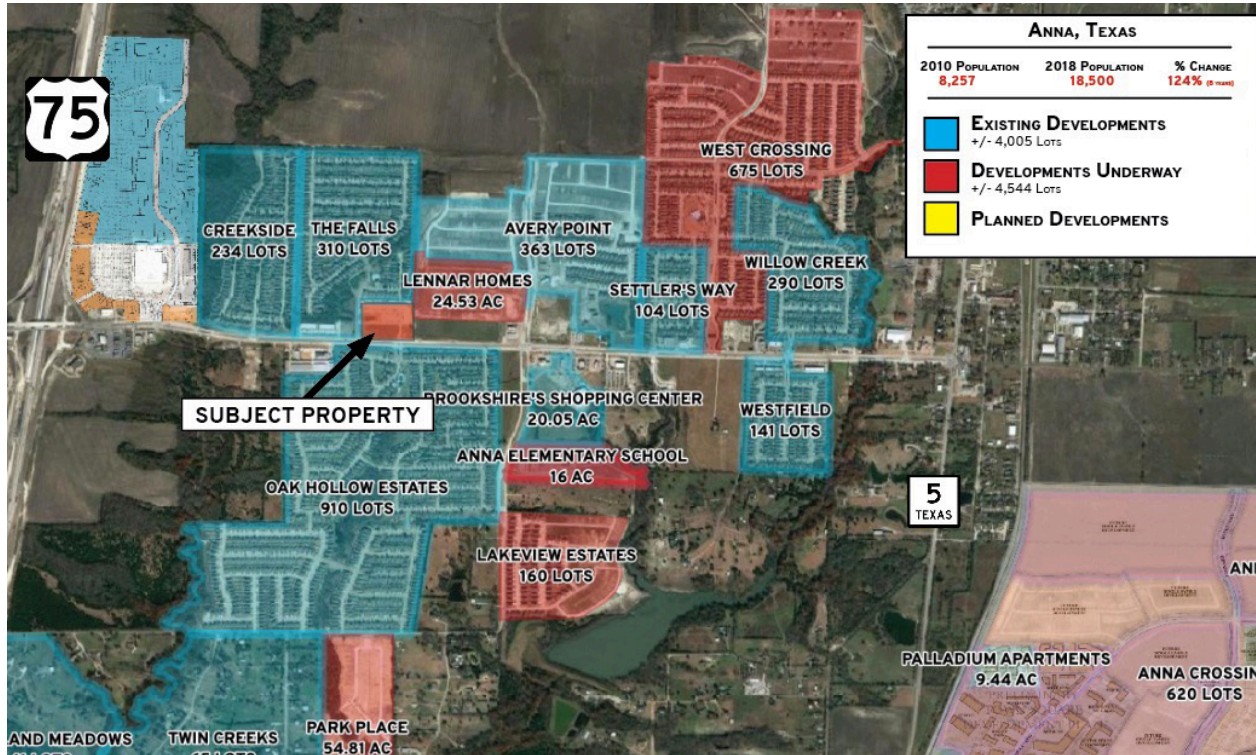 ANNA, TEXAS
2010 POPULATION
2018 POPULATION
% CHANGE
8,257
18,500
124% (8 YEARS)
EXISTING DEVELOPMENTS
+/- 4,005 LOTS
DEVELOPMENTS UNDERWAY
+/- 4,544 LOTS
PLANNED DEVELOPMENTS
75
WEST CROSSING
675 LOTS
CREEKSIDE
234 LOTS
THE FALLS
310 LOTS
AVERY POINT
363 LOTS
LENNAR HOMES
24.53 AC
WILLOW CREEK
290 LOTS
SETTLER'S WAY
104 LOTS
SUBJECT PROPERTY
BROOKSHIRE'S SHOPPING CENTER
20.05 AC
WESTFIELD
141 LOTS
ANNA ELEMENTARY SCHOOL
16 AC
OAK HOLLOW ESTATES
910 LOTS
5
TEXAS
LAKEVIEW ESTATES
160 LOTS
PALLADIUM APARTMENTS
9.44 AC
ANNA CROSSIN
620 LOTS
AND MEADOWS
TWIN CREEKS
PARK PLACE
54.81 AC